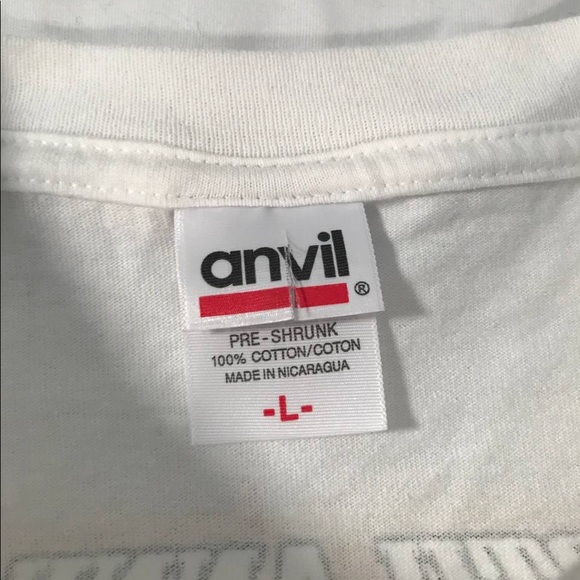 anvil
®
PRE-SHRUNK
100% COTTON/COTON
MADE IN NICARAGUA
-L-